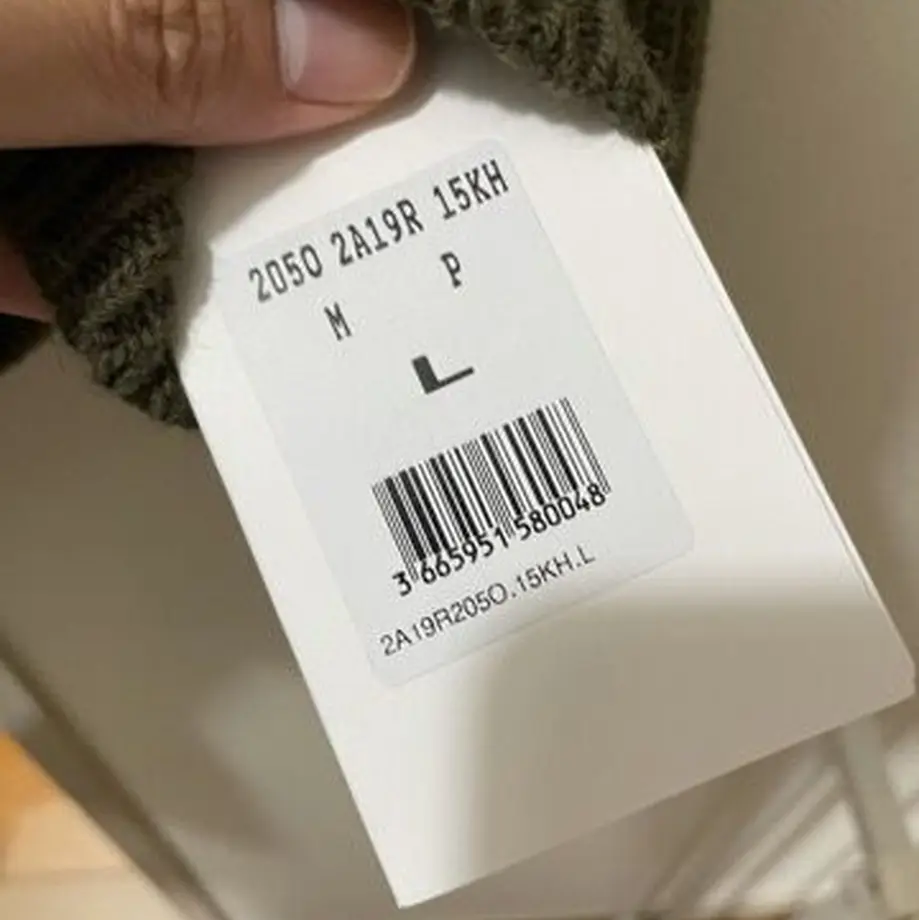 205O 2A19R 15KH
M P
L
3 665951 580048
2A19R205O.15KH.L